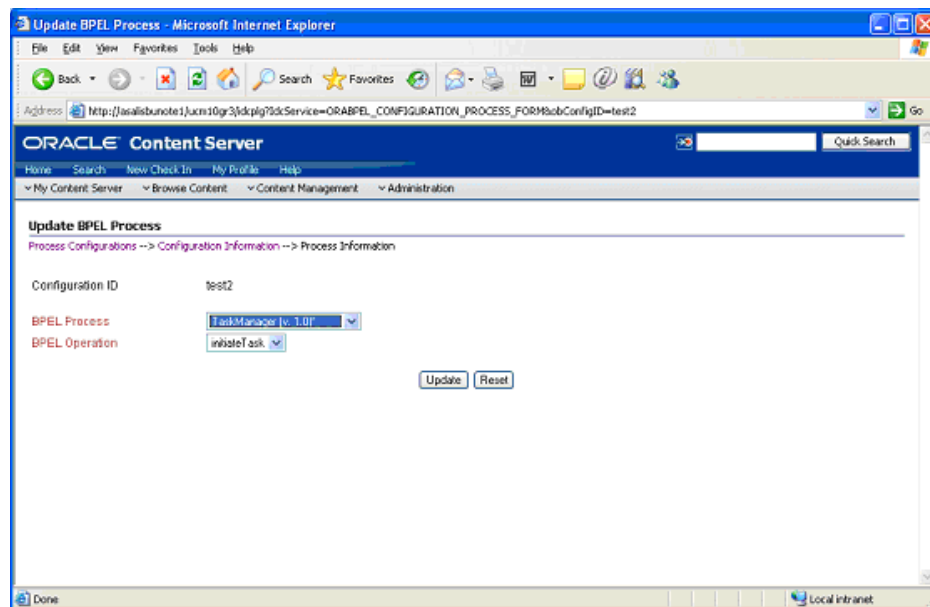 Update BPEL Process - Microsoft Internet Explorer
File Edit View Favorites Tools Help
Back Search Favorites
Address http://lasalisbunote1/ucm10gr3/idcplg?IdcService=ORABPEL_CONFIGURATION_PROCESS_FORM&obConfigID=test2 Go
ORACLE Content Server Quick Search
Home Search New Check In My Profile Help
My Content Server Browse Content Content Management Administration
Update BPEL Process
Process Configurations --> Configuration Information --> Process Information
Configuration ID test2
BPEL Process TaskManager [v. 1.0]*
BPEL Operation initiateTask
Update Reset
Done Local intranet